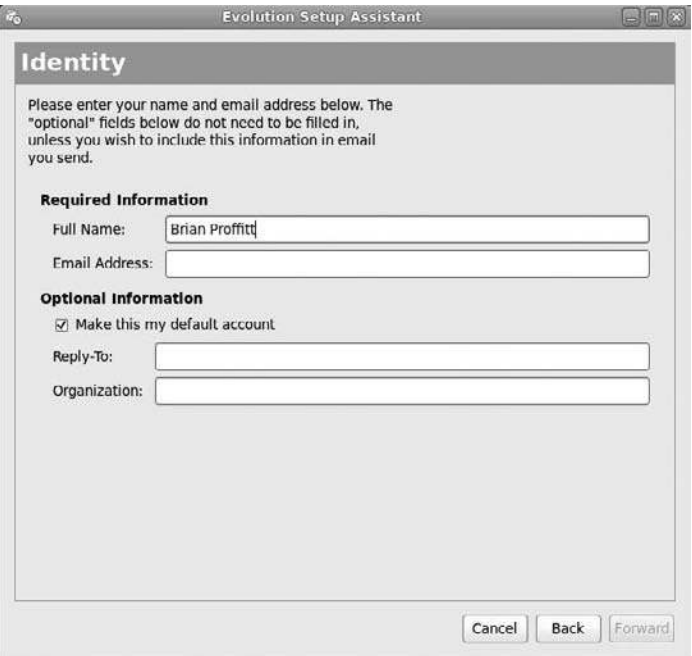 Evolution Setup Assistant
Identity
Please enter your name and email address below. The
"optional" fields below do not need to be filled in,
unless you wish to include this information in email
you send.
Required Information
Full Name: Brian Proffitt
Email Address:
Optional Information
Make this my default account
Reply-To:
Organization:
Cancel Back Forward